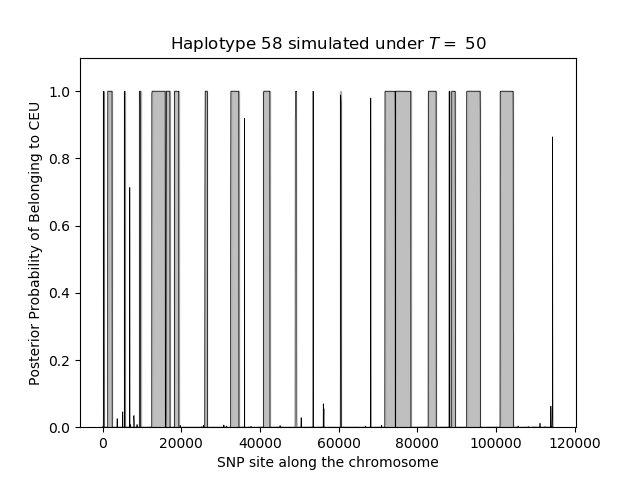 Haplotype 58 simulated under T = 50
Posterior Probability of Belonging to CEU
1.0
0.8
0.6
0.4
0.2
0.0
0 20000 40000 60000 80000 100000 120000
SNP site along the chromosome